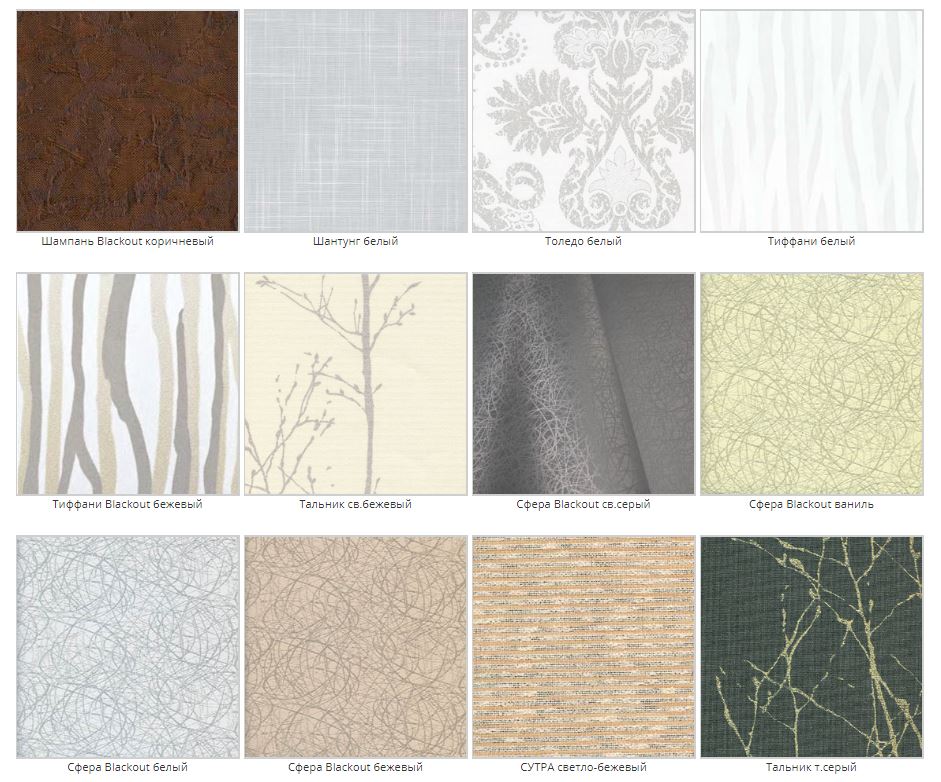 Шампань Blackout коричневый
Шантунг белый
Толедо белый
Тиффани белый
Тиффани Blackout бежевый
Тальник св.бежевый
Сфера Blackout св.серый
Сфера Blackout ваниль
Сфера Blackout белый
Сфера Blackout бежевый
СУТРА светло-бежевый
Тальник т.серый